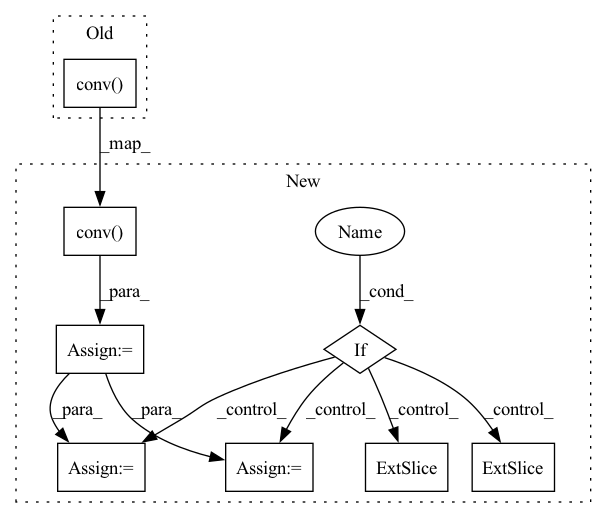 Old
conv()
_map_
New
conv()
Name
_para_
_cond_
Assign:=
If
_para_
_para_
_control_
_control_
_control_
_control_
Assign:=
Assign:=
ExtSlice
ExtSlice